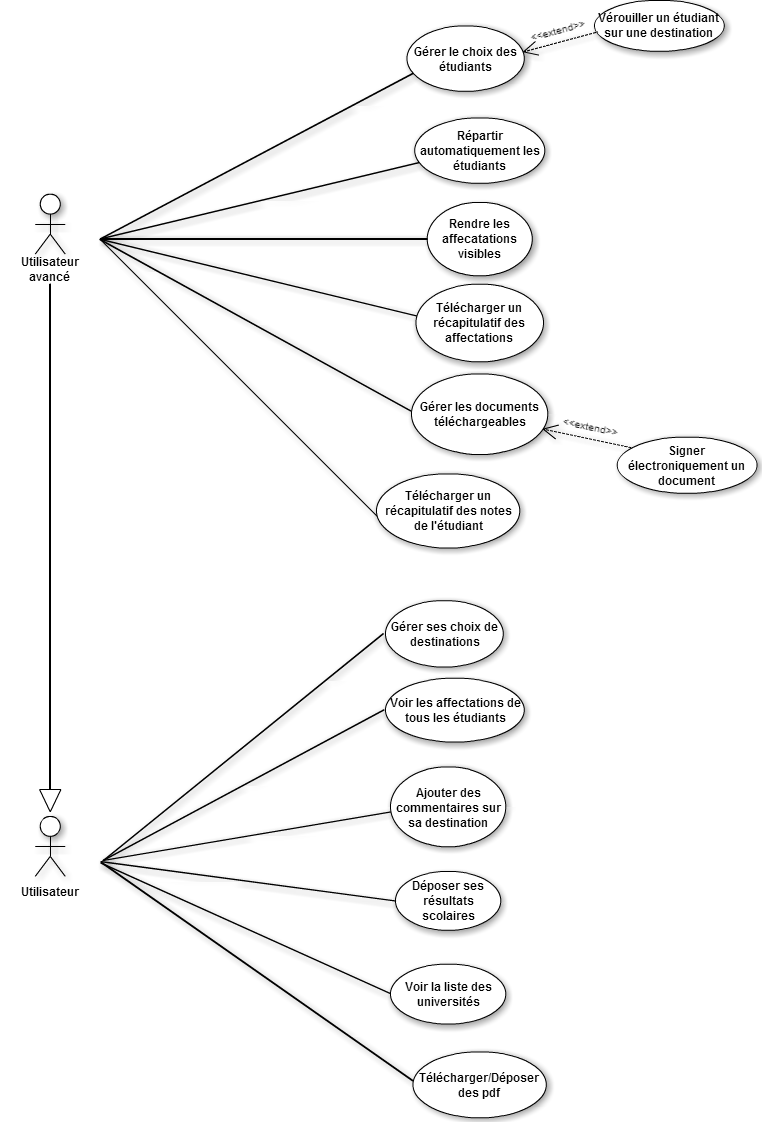 Vérouiller un étudiant
sur une destination
<<extend>>
Gérer le choix des
étudiants
Répartir
automatiquement les
étudiants
Rendre les
affecatations
visibles
Utilisateur
avancé
Télécharger un
récapitulatif des
affectations
Gérer les documents
téléchargeables
<<extend>>
Signer
électroniquement un
document
Télécharger un
récapitulatif des notes
de l'étudiant
Gérer ses choix de
destinations
Voir les affectations de
tous les étudiants
Ajouter des
commentaires sur
sa destination
Utilisateur
Déposer ses
résultats
scolaires
Voir la liste des
universités
Télécharger/Déposer
des pdf